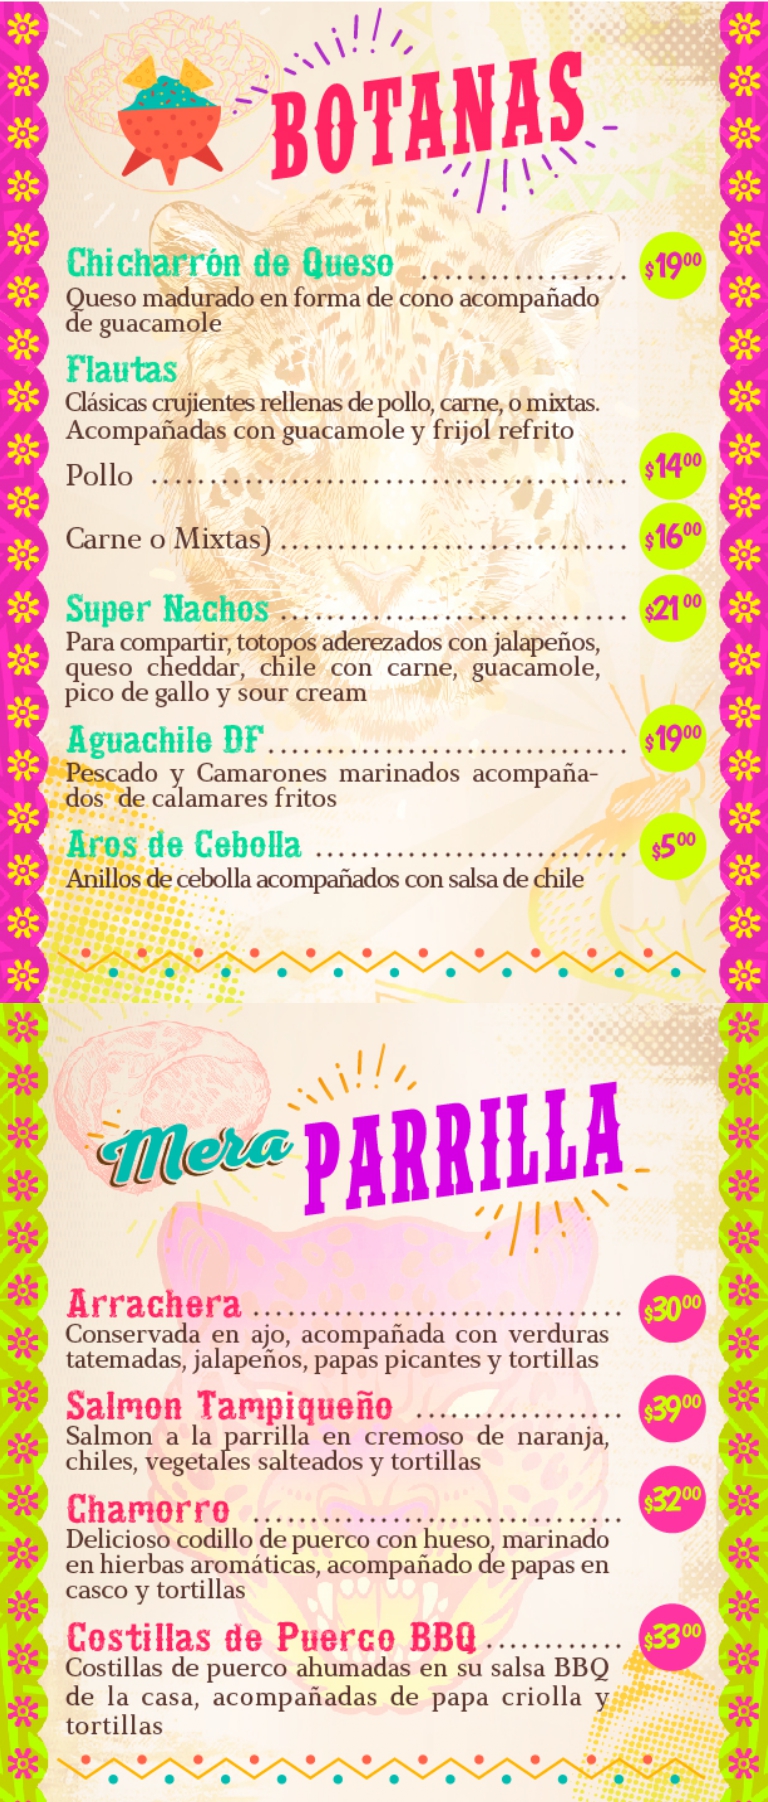 BOTANAS
Chicharrón de Queso .................. $19⁰⁰
Queso madurado en forma de cono acompañado
de guacamole
Flautas
Clásicas crujientes rellenas de pollo, carne, o mixtas.
Acompañadas con guacamole y frijol refrito
Pollo .......................................... $14⁰⁰
Carne o Mixtas) .............................. $16⁰⁰
Super Nachos .............................. $21⁰⁰
Para compartir, totopos aderezados con jalapeños,
queso cheddar, chile con carne, guacamole,
pico de gallo y sour cream
Aguachile DF ............................... $19⁰⁰
Pescado y Camarones marinados acompaña-
dos de calamares fritos
Aros de Cebolla ........................... $5⁰⁰
Anillos de cebolla acompañados con salsa de chile
Mera PARRILLA
Arrachera ................................ $30⁰⁰
Conservada en ajo, acompañada con verduras
tatemadas, jalapeños, papas picantes y tortillas
Salmon Tampiqueño .................. $39⁰⁰
Salmon a la parrilla en cremoso de naranja,
chiles, vegetales salteados y tortillas
Chamorro ................................ $32⁰⁰
Delicioso codillo de puerco con hueso, marinado
en hierbas aromáticas, acompañado de papas en
casco y tortillas
Costillas de Puerco BBQ ............ $33⁰⁰
Costillas de puerco ahumadas en su salsa BBQ
de la casa, acompañadas de papa criolla y
tortillas